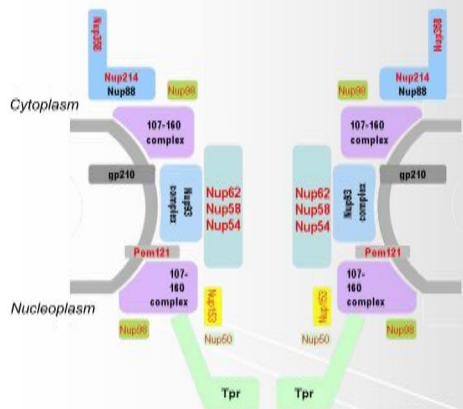 Nup358
Nup358
Nup214
Nup88
Nup98
Nup98
Nup214
Nup88
Cytoplasm
107-160
complex
107-160
complex
gp210
Nup93
complex
Nup62
Nup58
Nup54
Nup62
Nup58
Nup54
Nup93
complex
gp210
Pom121
Pom121
107-
160
complex
107-
160
complex
Nucleoplasm
Nup153
Nup153
Nup98
Nup50
Nup50
Nup98
Tpr
Tpr